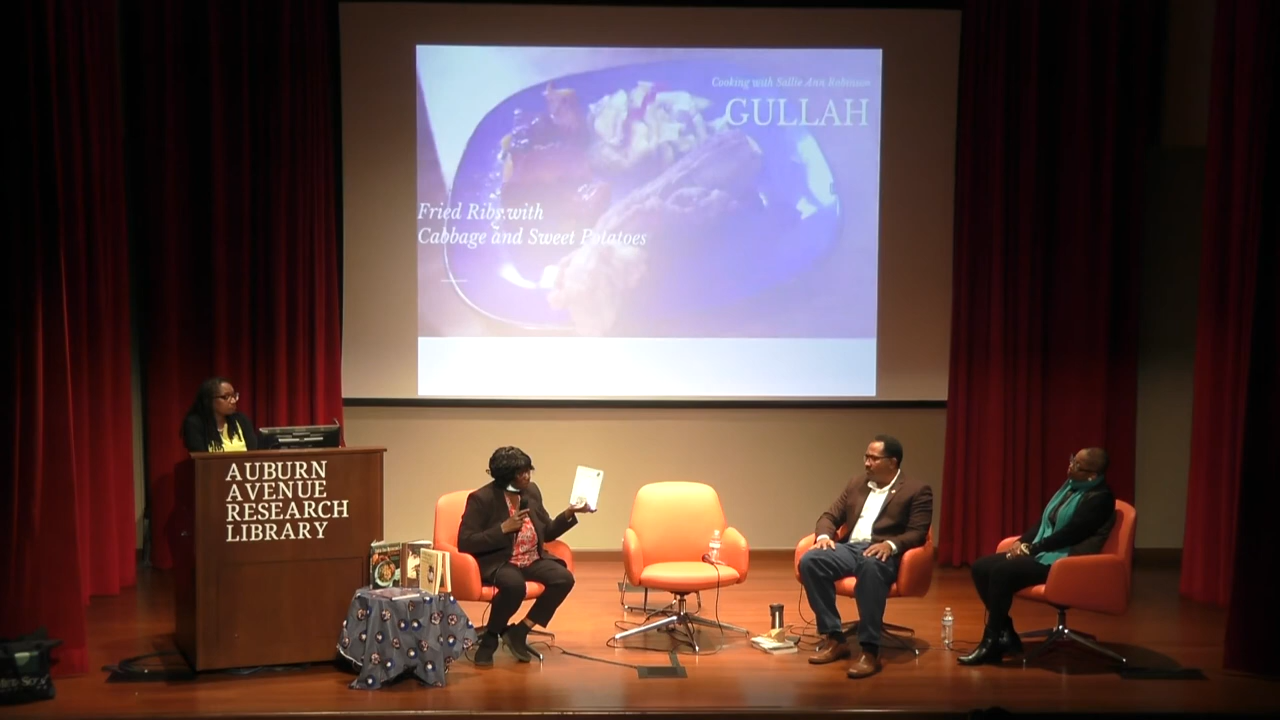 Cooking with Sallie Ann Robinson
GULLAH
Fried Ribs with
Cabbage and Sweet Potatoes
AUBURN
AVENUE
RESEARCH
LIBRARY